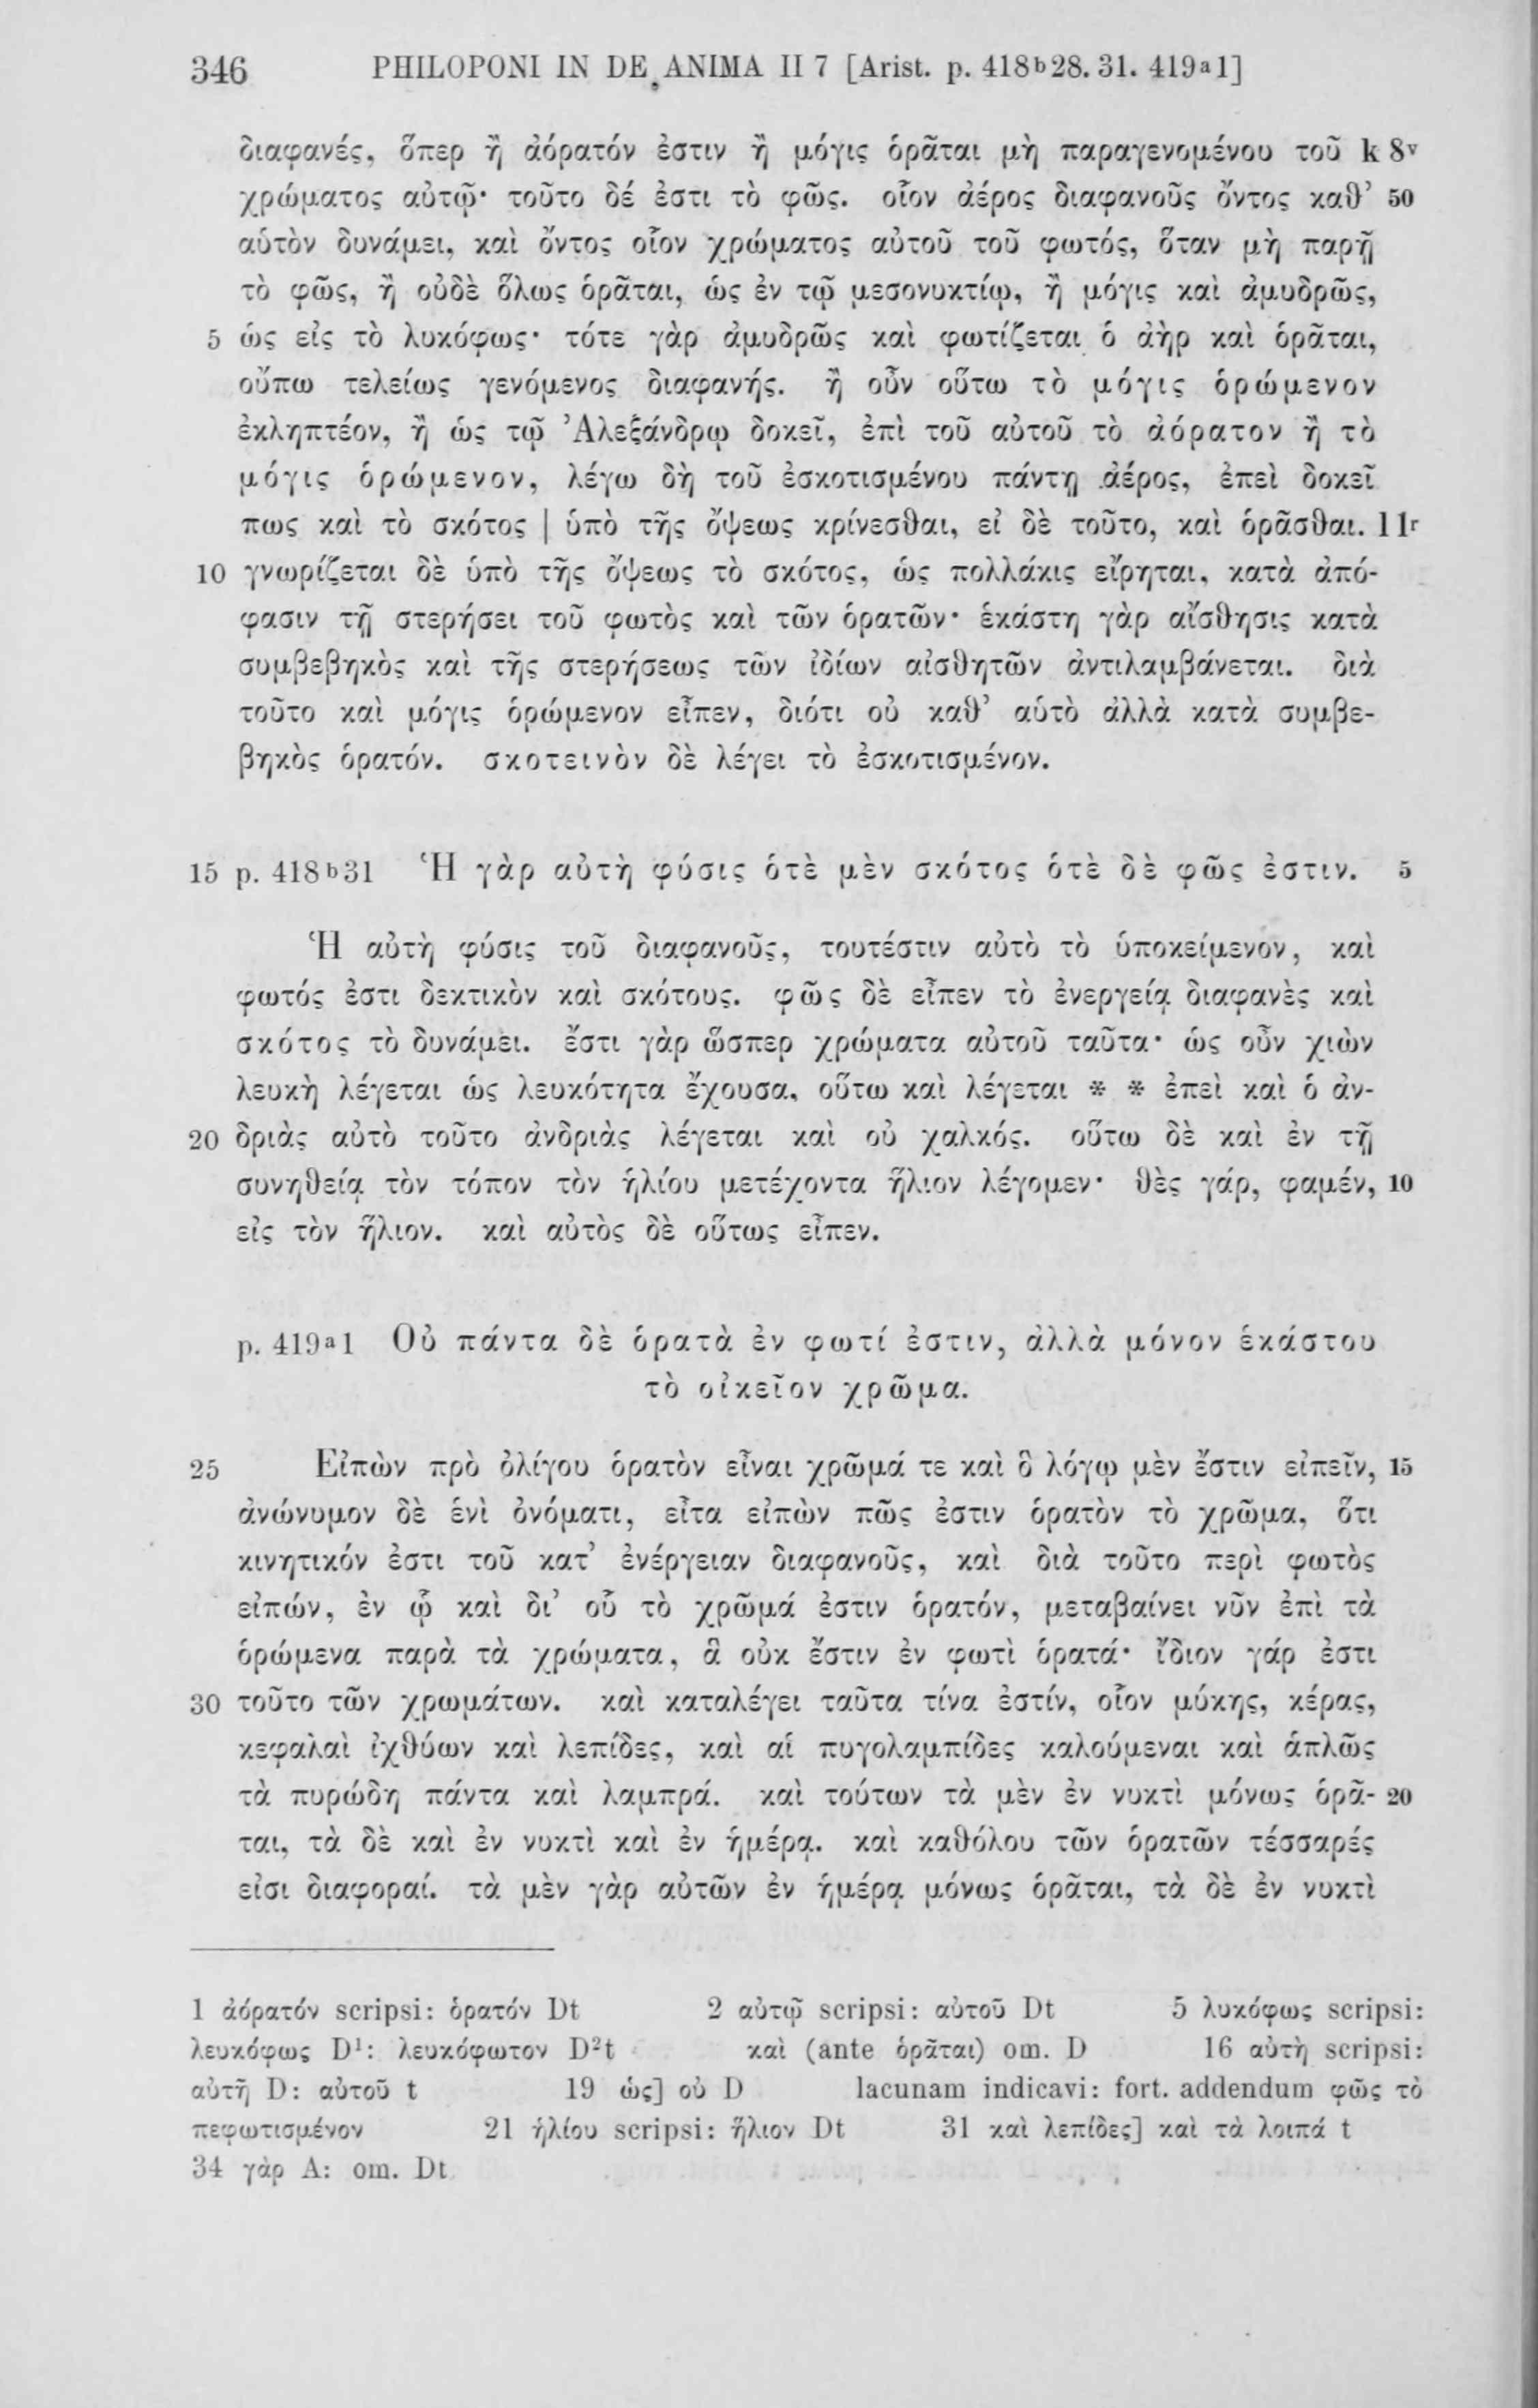 346 PHILOPONI IN DE ANIMA II 7 [Arist. p. 418b28. 31. 419a1]
διαφανές, ὅπερ ἢ ἀόρατόν ἐστιν ἢ μόγις ὁρᾶται μὴ παραγενομένου τοῦ k 8v
χρώματος αὐτῷ· τοῦτο δέ ἐστι τὸ φῶς. οἷον ἀέρος διαφανοῦς ὄντος καθ’ 50
αὑτὸν δυνάμει, καὶ ὄντος οἷον χρώματος αὐτοῦ τοῦ φωτός, ὅταν μὴ παρῇ
τὸ φῶς, ἢ οὐδὲ ὅλως ὁρᾶται, ὡς ἐν τῷ μεσονυκτίῳ, ἢ μόγις καὶ ἀμυδρῶς,
5 ὡς εἰς τὸ λυκόφως· τότε γὰρ ἀμυδρῶς καὶ φωτίζεται ὁ ἀὴρ καὶ ὁρᾶται,
οὔπω τελείως γενόμενος διαφανής. ἢ οὖν οὕτω τὸ μόγις ὁρώμενον
ἐκληπτέον, ἢ ὡς τῷ Ἀλεξάνδρῳ δοκεῖ, ἐπὶ τοῦ αὐτοῦ τὸ ἀόρατον ἢ τὸ
μόγις ὁρώμενον, λέγω δὴ τοῦ ἐσκοτισμένου πάντῃ ἀέρος, ἐπεὶ δοκεῖ
πως καὶ τὸ σκότος | ὑπὸ τῆς ὄψεως κρίνεσθαι, εἰ δὲ τοῦτο, καὶ ὁρᾶσθαι. 11r
10 γνωρίζεται δὲ ὑπὸ τῆς ὄψεως τὸ σκότος, ὡς πολλάκις εἴρηται, κατὰ ἀπό-
φασιν τῇ στερήσει τοῦ φωτὸς καὶ τῶν ὁρατῶν· ἑκάστη γὰρ αἴσθησις κατὰ
συμβεβηκὸς καὶ τῆς στερήσεως τῶν ἰδίων αἰσθητῶν ἀντιλαμβάνεται. διὰ
τοῦτο καὶ μόγις ὁρώμενον εἶπεν, διότι οὐ καθ’ αὑτὸ ἀλλὰ κατὰ συμβε-
βηκὸς ὁρατόν. σκοτεινὸν δὲ λέγει τὸ ἐσκοτισμένον.
15 p. 418b31 Ἡ γὰρ αὐτὴ φύσις ὁτὲ μὲν σκότος ὁτὲ δὲ φῶς ἐστιν. 5
Ἡ αὐτὴ φύσις τοῦ διαφανοῦς, τουτέστιν αὐτὸ τὸ ὑποκείμενον, καὶ
φωτός ἐστι δεκτικὸν καὶ σκότους. φῶς δὲ εἶπεν τὸ ἐνεργείᾳ διαφανὲς καὶ
σκότος τὸ δυνάμει. ἔστι γὰρ ὥσπερ χρώματα αὐτοῦ ταῦτα· ὡς οὖν χιὼν
λευκὴ λέγεται ὡς λευκότητα ἔχουσα, οὕτω καὶ λέγεται * * ἐπεὶ καὶ ὁ ἀν-
20 δριὰς αὐτὸ τοῦτο ἀνδριὰς λέγεται καὶ οὐ χαλκός. οὕτω δὲ καὶ ἐν τῇ
συνηθείᾳ τὸν τόπον τὸν ἡλίου μετέχοντα ἥλιον λέγομεν· θὲς γάρ, φαμέν, 10
εἰς τὸν ἥλιον. καὶ αὐτὸς δὲ οὕτως εἶπεν.
p. 419a1 Οὐ πάντα δὲ ὁρατὰ ἐν φωτί ἐστιν, ἀλλὰ μόνον ἑκάστου
τὸ οἰκεῖον χρῶμα.
25 Εἰπὼν πρὸ ὀλίγου ὁρατὸν εἶναι χρῶμά τε καὶ ὃ λόγῳ μὲν ἔστιν εἰπεῖν, 15
ἀνώνυμον δὲ ἑνὶ ὀνόματι, εἶτα εἰπὼν πῶς ἐστιν ὁρατὸν τὸ χρῶμα, ὅτι
κινητικόν ἐστι τοῦ κατ’ ἐνέργειαν διαφανοῦς, καὶ διὰ τοῦτο περὶ φωτὸς
εἰπών, ἐν ᾧ καὶ δι’ οὗ τὸ χρῶμά ἐστιν ὁρατόν, μεταβαίνει νῦν ἐπὶ τὰ
ὁρώμενα παρὰ τὰ χρώματα, ἃ οὐκ ἔστιν ἐν φωτὶ ὁρατά· ἴδιον γάρ ἐστι
30 τοῦτο τῶν χρωμάτων. καὶ καταλέγει ταῦτα τίνα ἐστίν, οἷον μύκης, κέρας,
κεφαλαὶ ἰχθύων καὶ λεπίδες, καὶ αἱ πυγολαμπίδες καλούμεναι καὶ ἁπλῶς
τὰ πυρώδη πάντα καὶ λαμπρά. καὶ τούτων τὰ μὲν ἐν νυκτὶ μόνως ὁρᾶ- 20
ται, τὰ δὲ καὶ ἐν νυκτὶ καὶ ἐν ἡμέρᾳ. καὶ καθόλου τῶν ὁρατῶν τέσσαρές
εἰσι διαφοραί. τὰ μὲν γὰρ αὐτῶν ἐν ἡμέρᾳ μόνως ὁρᾶται, τὰ δὲ ἐν νυκτὶ
1 ἀόρατόν scripsi: ὁρατόν Dt 2 αὐτῷ scripsi: αὐτοῦ Dt 5 λυκόφως scripsi:
λευκόφως D1: λευκόφωτον D2t καὶ (ante ὁρᾶται) om. D 16 αὐτὴ scripsi:
αὐτῇ D: αὐτοῦ t 19 ὡς] οὐ D lacunam indicavi: fort. addendum φῶς τὸ
πεφωτισμένον 21 ἡλίου scripsi: ἥλιον Dt 31 καὶ λεπίδες] καὶ τὰ λοιπά t
34 γὰρ A: om. Dt